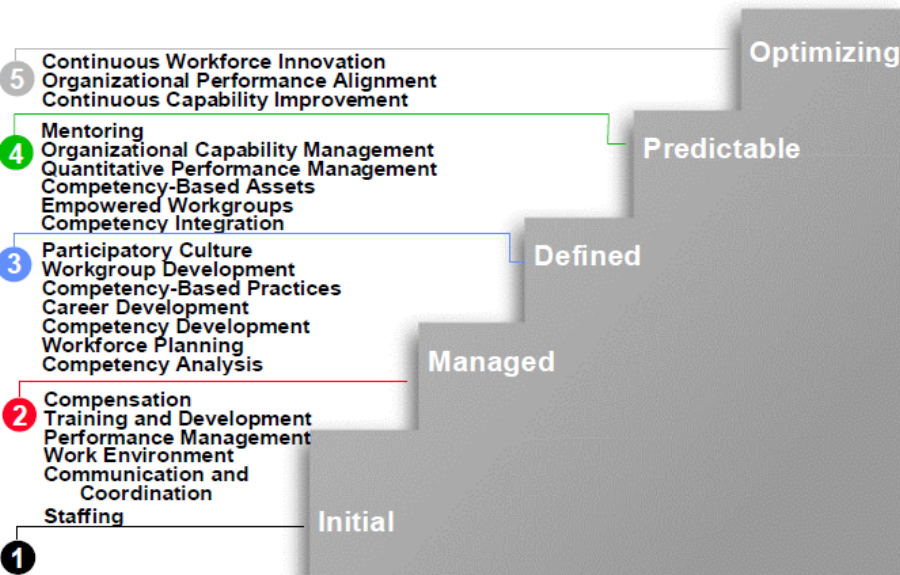 Optimizing
5
Continuous Workforce Innovation
Organizational Performance Alignment
Continuous Capability Improvement
Predictable
4
Mentoring
Organizational Capability Management
Quantitative Performance Management
Competency-Based Assets
Empowered Workgroups
Competency Integration
Defined
3
Participatory Culture
Workgroup Development
Competency-Based Practices
Career Development
Competency Development
Workforce Planning
Competency Analysis
Managed
2
Compensation
Training and Development
Performance Management
Work Environment
Communication and
Coordination
Staffing
Initial
1